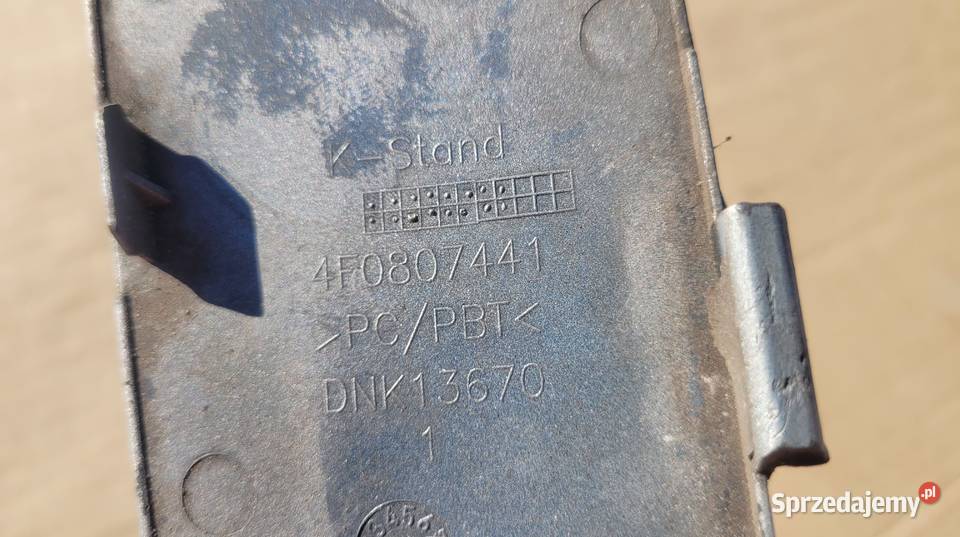 K-Stand
4F0807441
>PC/PBT<
DNK13670
1
Sprzedajemy.pl